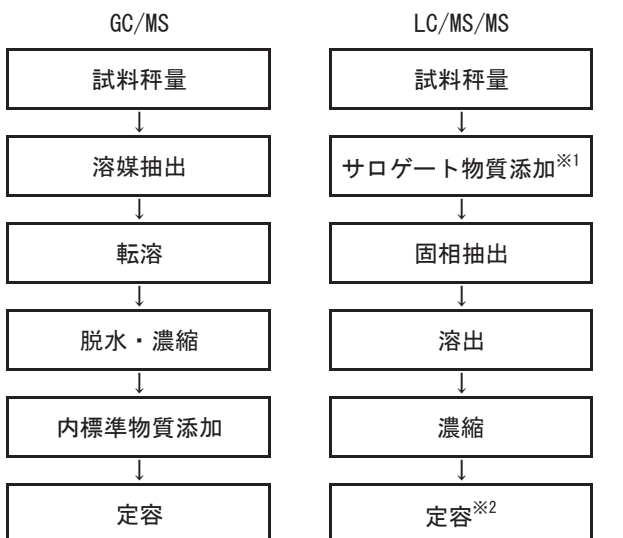 GC/MS
試料秤量
↓
溶媒抽出
↓
転溶
↓
脱水・濃縮
↓
内標準物質添加
↓
定容
LC/MS/MS
試料秤量
↓
サロゲート物質添加※1
↓
固相抽出
↓
溶出
↓
濃縮
↓
定容※2